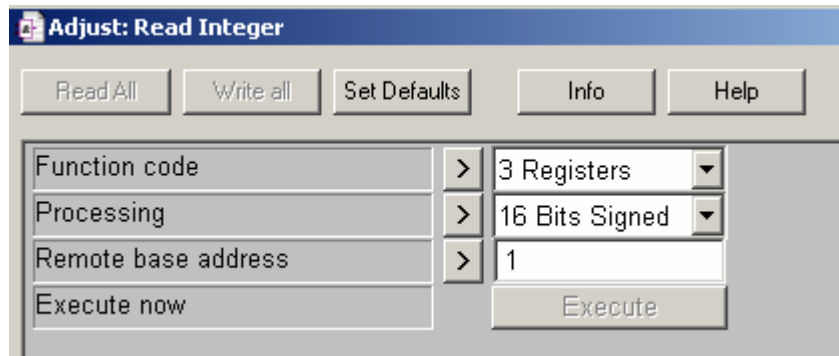 Adjust: Read Integer
Read All Write all Set Defaults Info Help
Function code > 3 Registers
Processing > 16 Bits Signed
Remote base address > 1
Execute now Execute